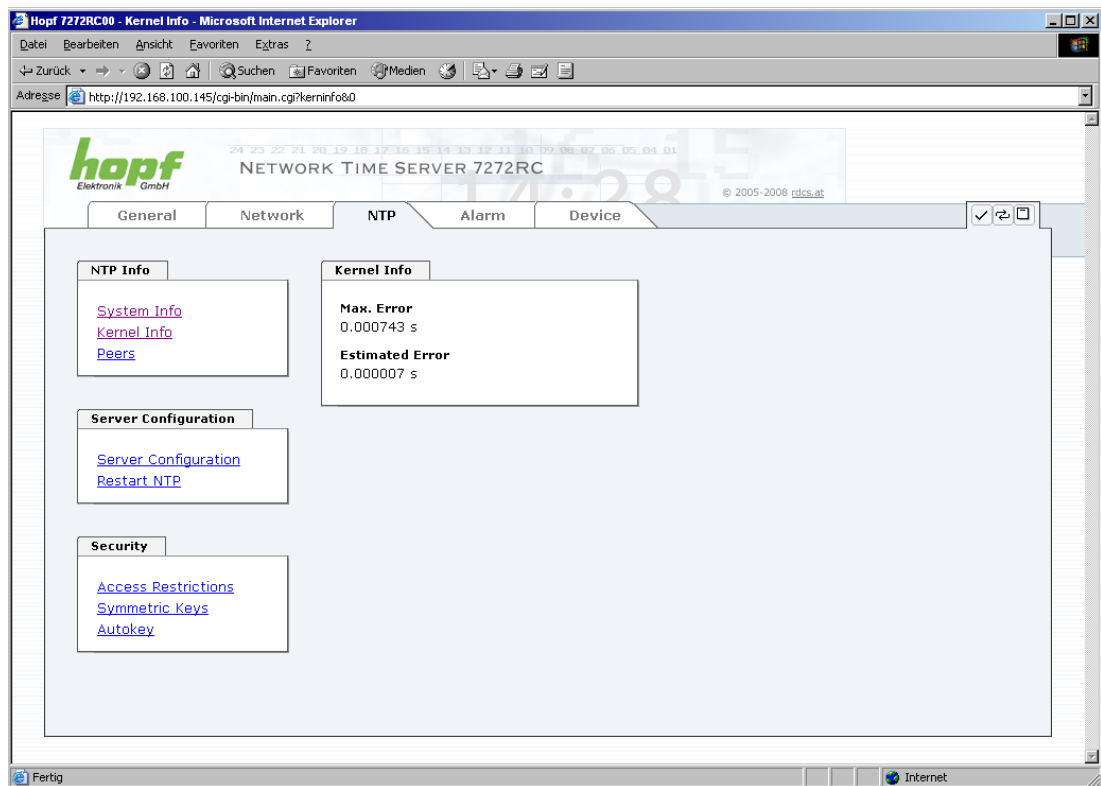 Hopf 7272RC00 - Kernel Info - Microsoft Internet Explorer
Datei Bearbeiten Ansicht Favoriten Extras ?
Zurück Suchen Favoriten Medien
Adresse http://192.168.100.145/cgi-bin/main.cgi?kerninfo&0
hopf
Elektronik GmbH
24 23 22 21 20 19 18 17 16 15 14 13 12 11 10 09 08 07 06 05 04 01
NETWORK TIME SERVER 7272RC
14:28
© 2005-2008 rdcs.at
General Network NTP Alarm Device
NTP Info
System Info
Kernel Info
Peers
Kernel Info
Max. Error
0.000743 s
Estimated Error
0.000007 s
Server Configuration
Server Configuration
Restart NTP
Security
Access Restrictions
Symmetric Keys
Autokey
Fertig Internet